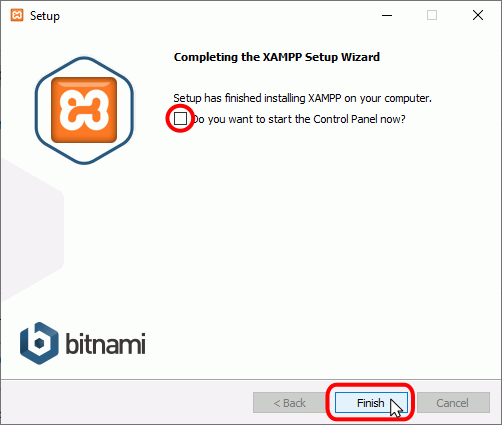 Setup
Completing the XAMPP Setup Wizard
Setup has finished installing XAMPP on your computer.
Do you want to start the Control Panel now?
bitnami
< Back
Finish
Cancel